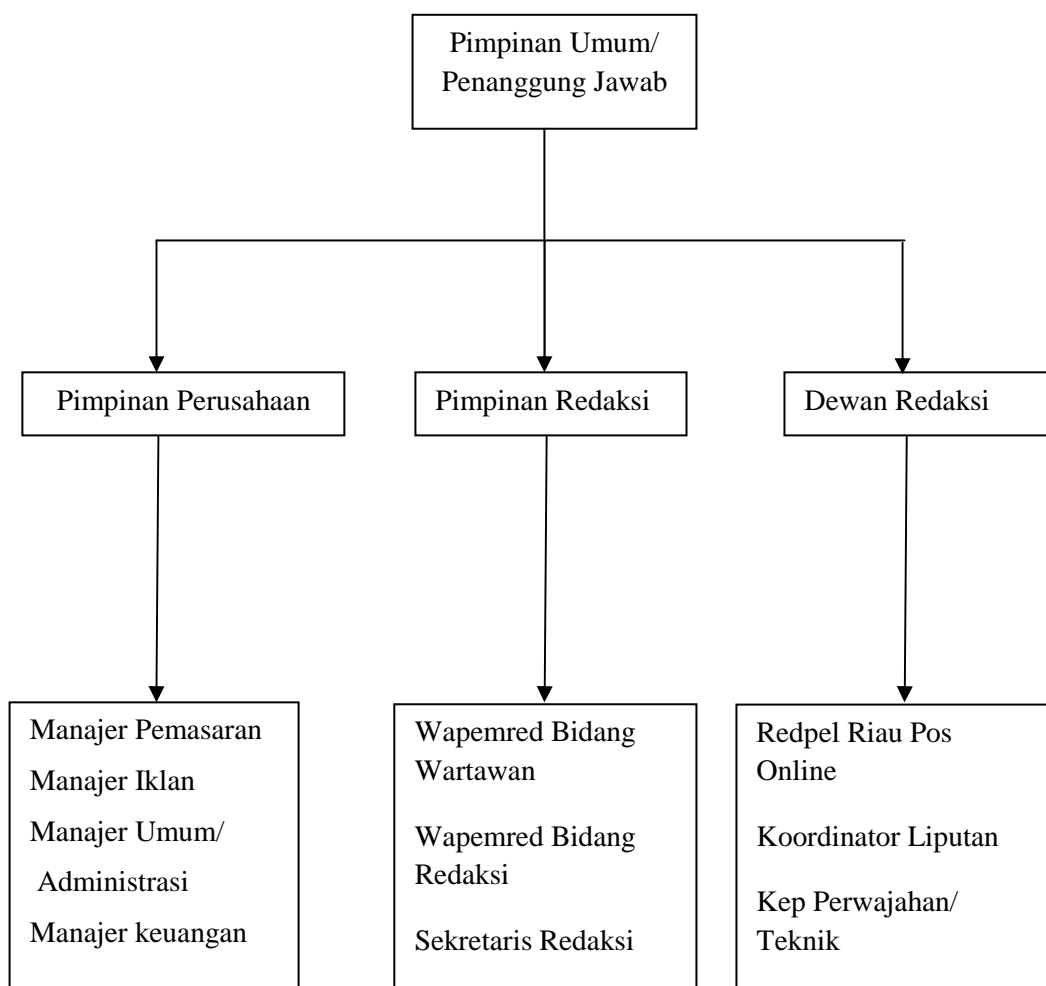 Pimpinan Umum/
Penanggung Jawab
Pimpinan Perusahaan
Pimpinan Redaksi
Dewan Redaksi
Manajer Pemasaran
Manajer Iklan
Manajer Umum/
Administrasi
Manajer keuangan
Wapemred Bidang
Wartawan
Wapemred Bidang
Redaksi
Sekretaris Redaksi
Redpel Riau Pos
Online
Koordinator Liputan
Kep Perwajahan/
Teknik